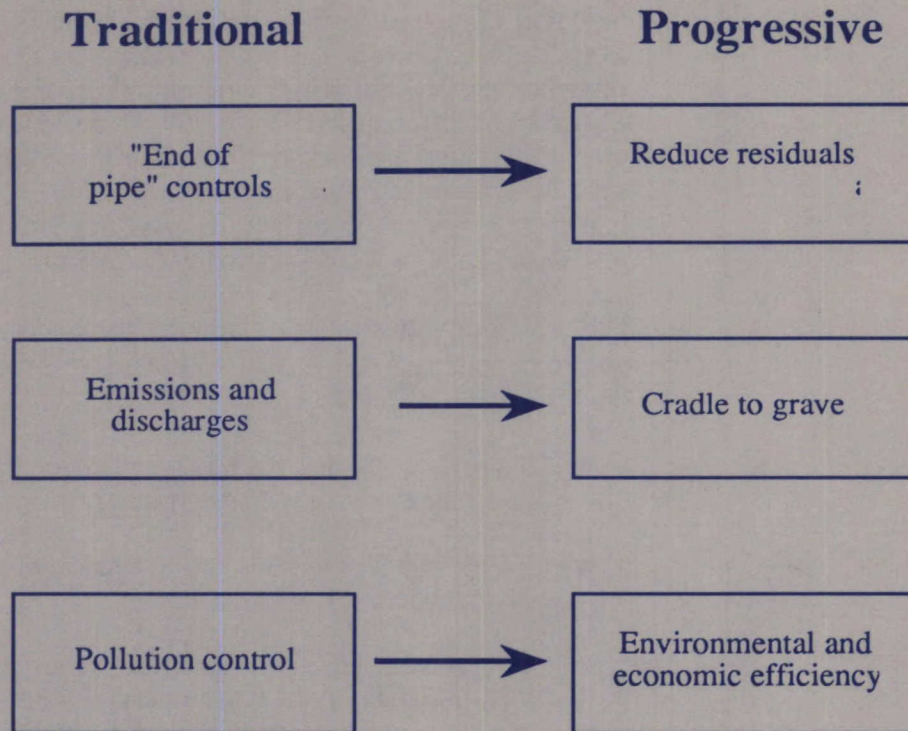 Traditional
Progressive
"End of
pipe" controls
Reduce residuals
Emissions and
discharges
Cradle to grave
Pollution control
Environmental and
economic efficiency